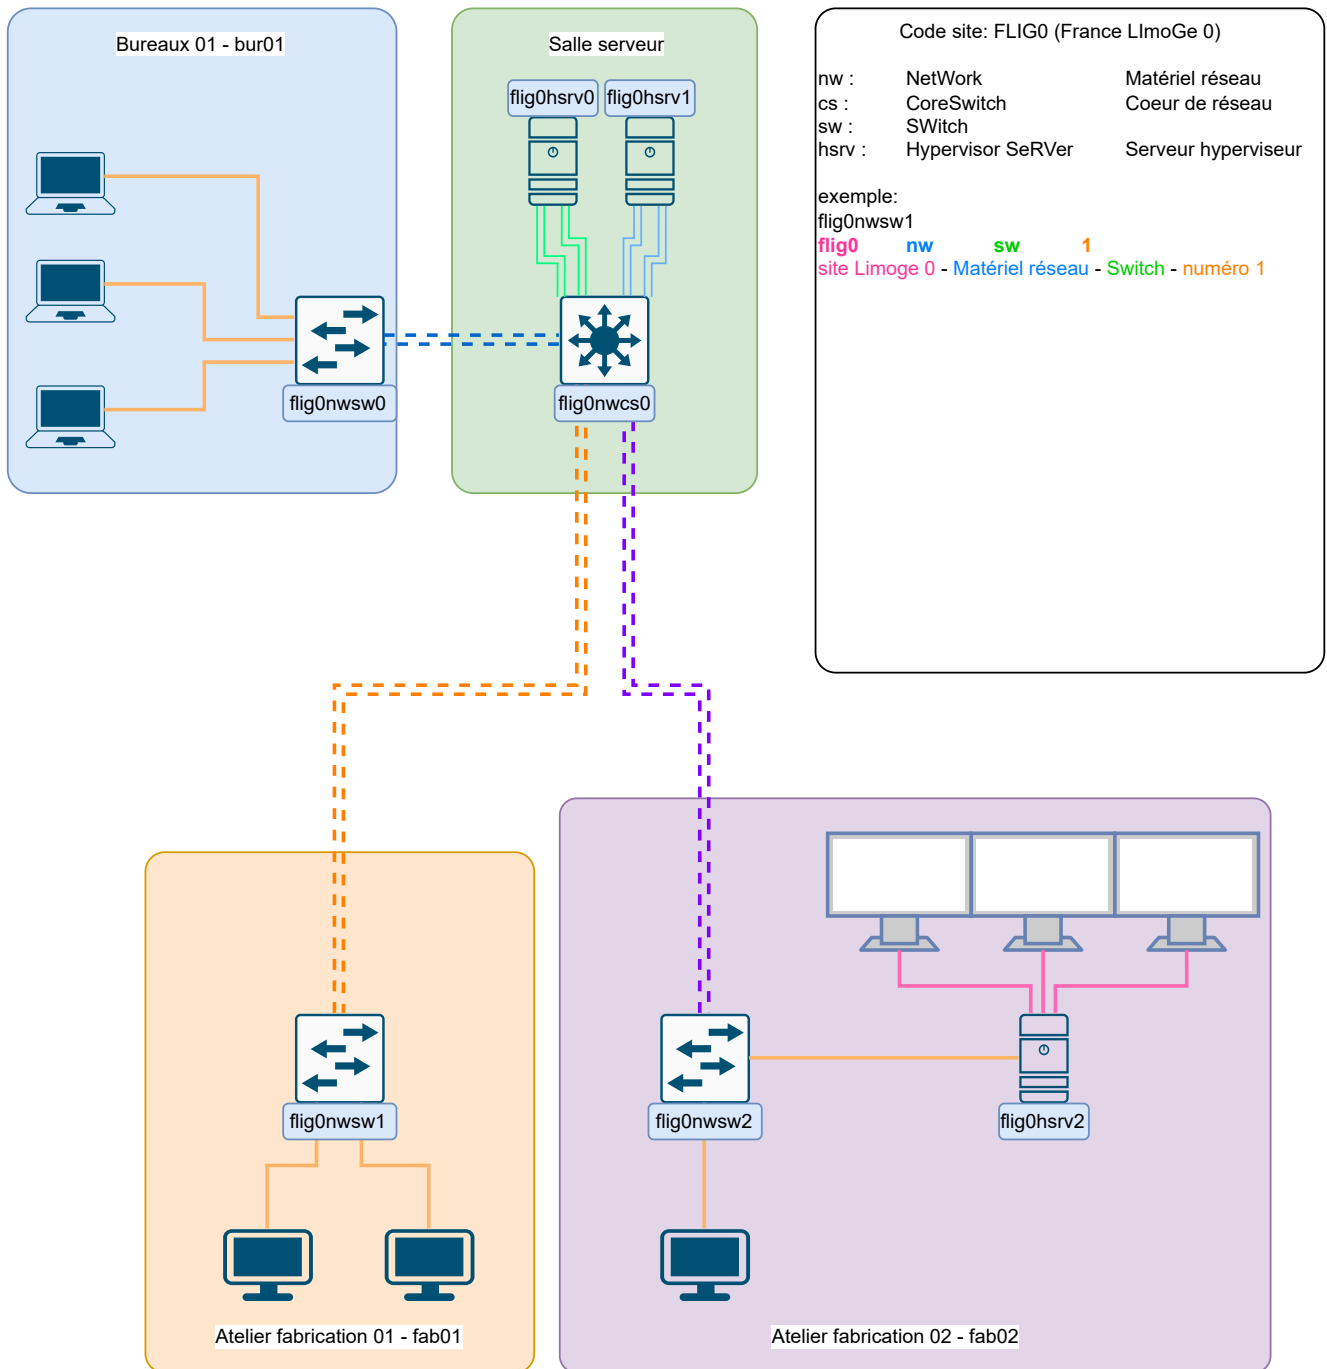 Bureaux 01 - bur01
Salle serveur
flig0hsrv0
flig0hsrv1
flig0nwsw0
flig0nwcs0
Code site: FLIG0 (France LImoGe 0)
nw : NetWork Matériel réseau
cs : CoreSwitch Coeur de réseau
sw : SWitch
hsrv : Hypervisor SeRVer Serveur hyperviseur
exemple:
flig0nwsw1
flig0 nw sw 1
site Limoge 0 - Matériel réseau - Switch - numéro 1
flig0nwsw1
flig0nwsw2
flig0hsrv2
Atelier fabrication 01 - fab01
Atelier fabrication 02 - fab02